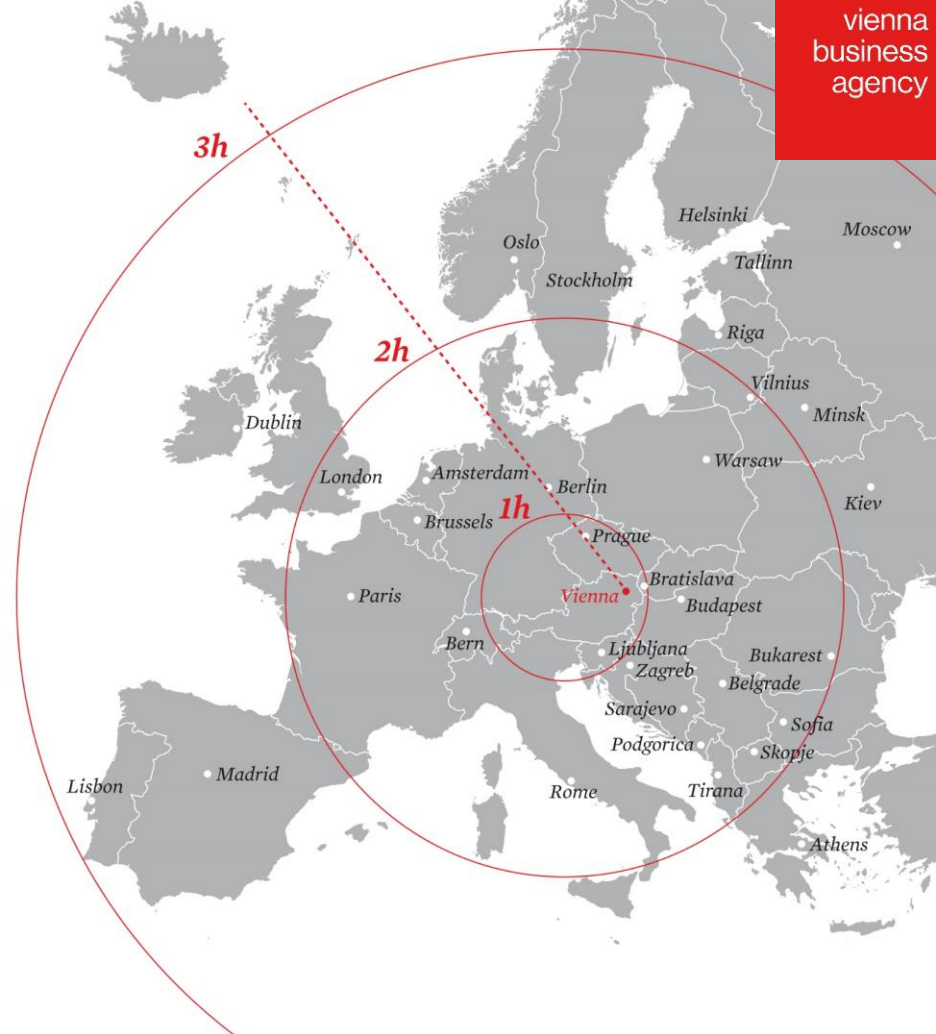 vienna
business
agency
3h
Helsinki
Moscow
Oslo
Tallinn
Stockholm
Riga
2h
Vilnius
Minsk
Dublin
Warsaw
London
Amsterdam
Berlin
Kiev
1h
Brussels
Prague
Bratislava
Vienna
Paris
Budapest
Bern
Ljubljana
Bukarest
Zagreb
Belgrade
Sarajevo
Sofia
Podgorica
Skopje
Madrid
Lisbon
Rome
Tirana
Athens